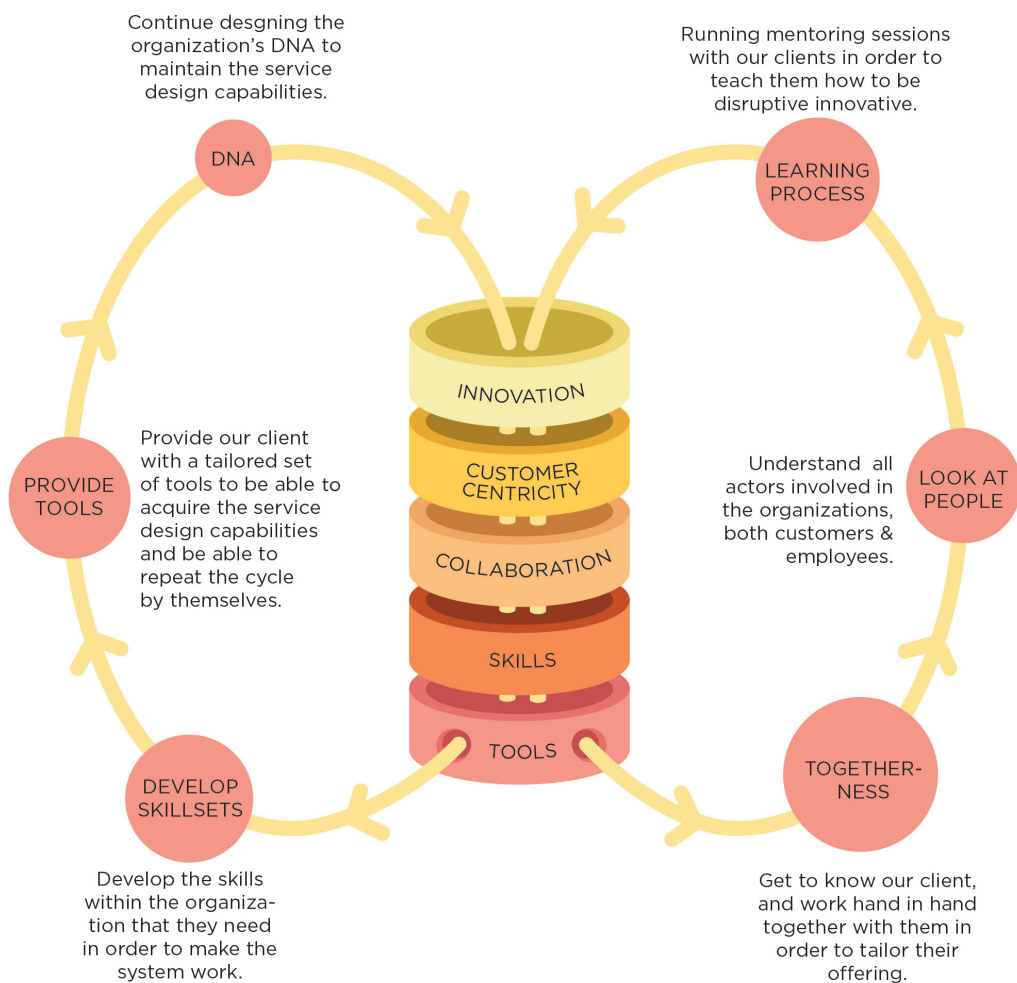 Continue desgning the
organization's DNA to
maintain the service
design capabilities.
DNA
Running mentoring sessions
with our clients in order to
teach them how to be
disruptive innovative.
LEARNING
PROCESS
INNOVATION
CUSTOMER
CENTRICITY
COLLABORATION
SKILLS
TOOLS
PROVIDE
TOOLS
Provide our client
with a tailored set
of tools to be able to
acquire the service
design capabilities
and be able to
repeat the cycle
by themselves.
Understand all
actors involved in
the organizations,
both customers &
employees.
LOOK AT
PEOPLE
DEVELOP
SKILLSETS
Develop the skills
within the organiza-
tion that they need
in order to make the
system work.
TOGETHER-
NESS
Get to know our client,
and work hand in hand
together with them in
order to tailor their
offering.